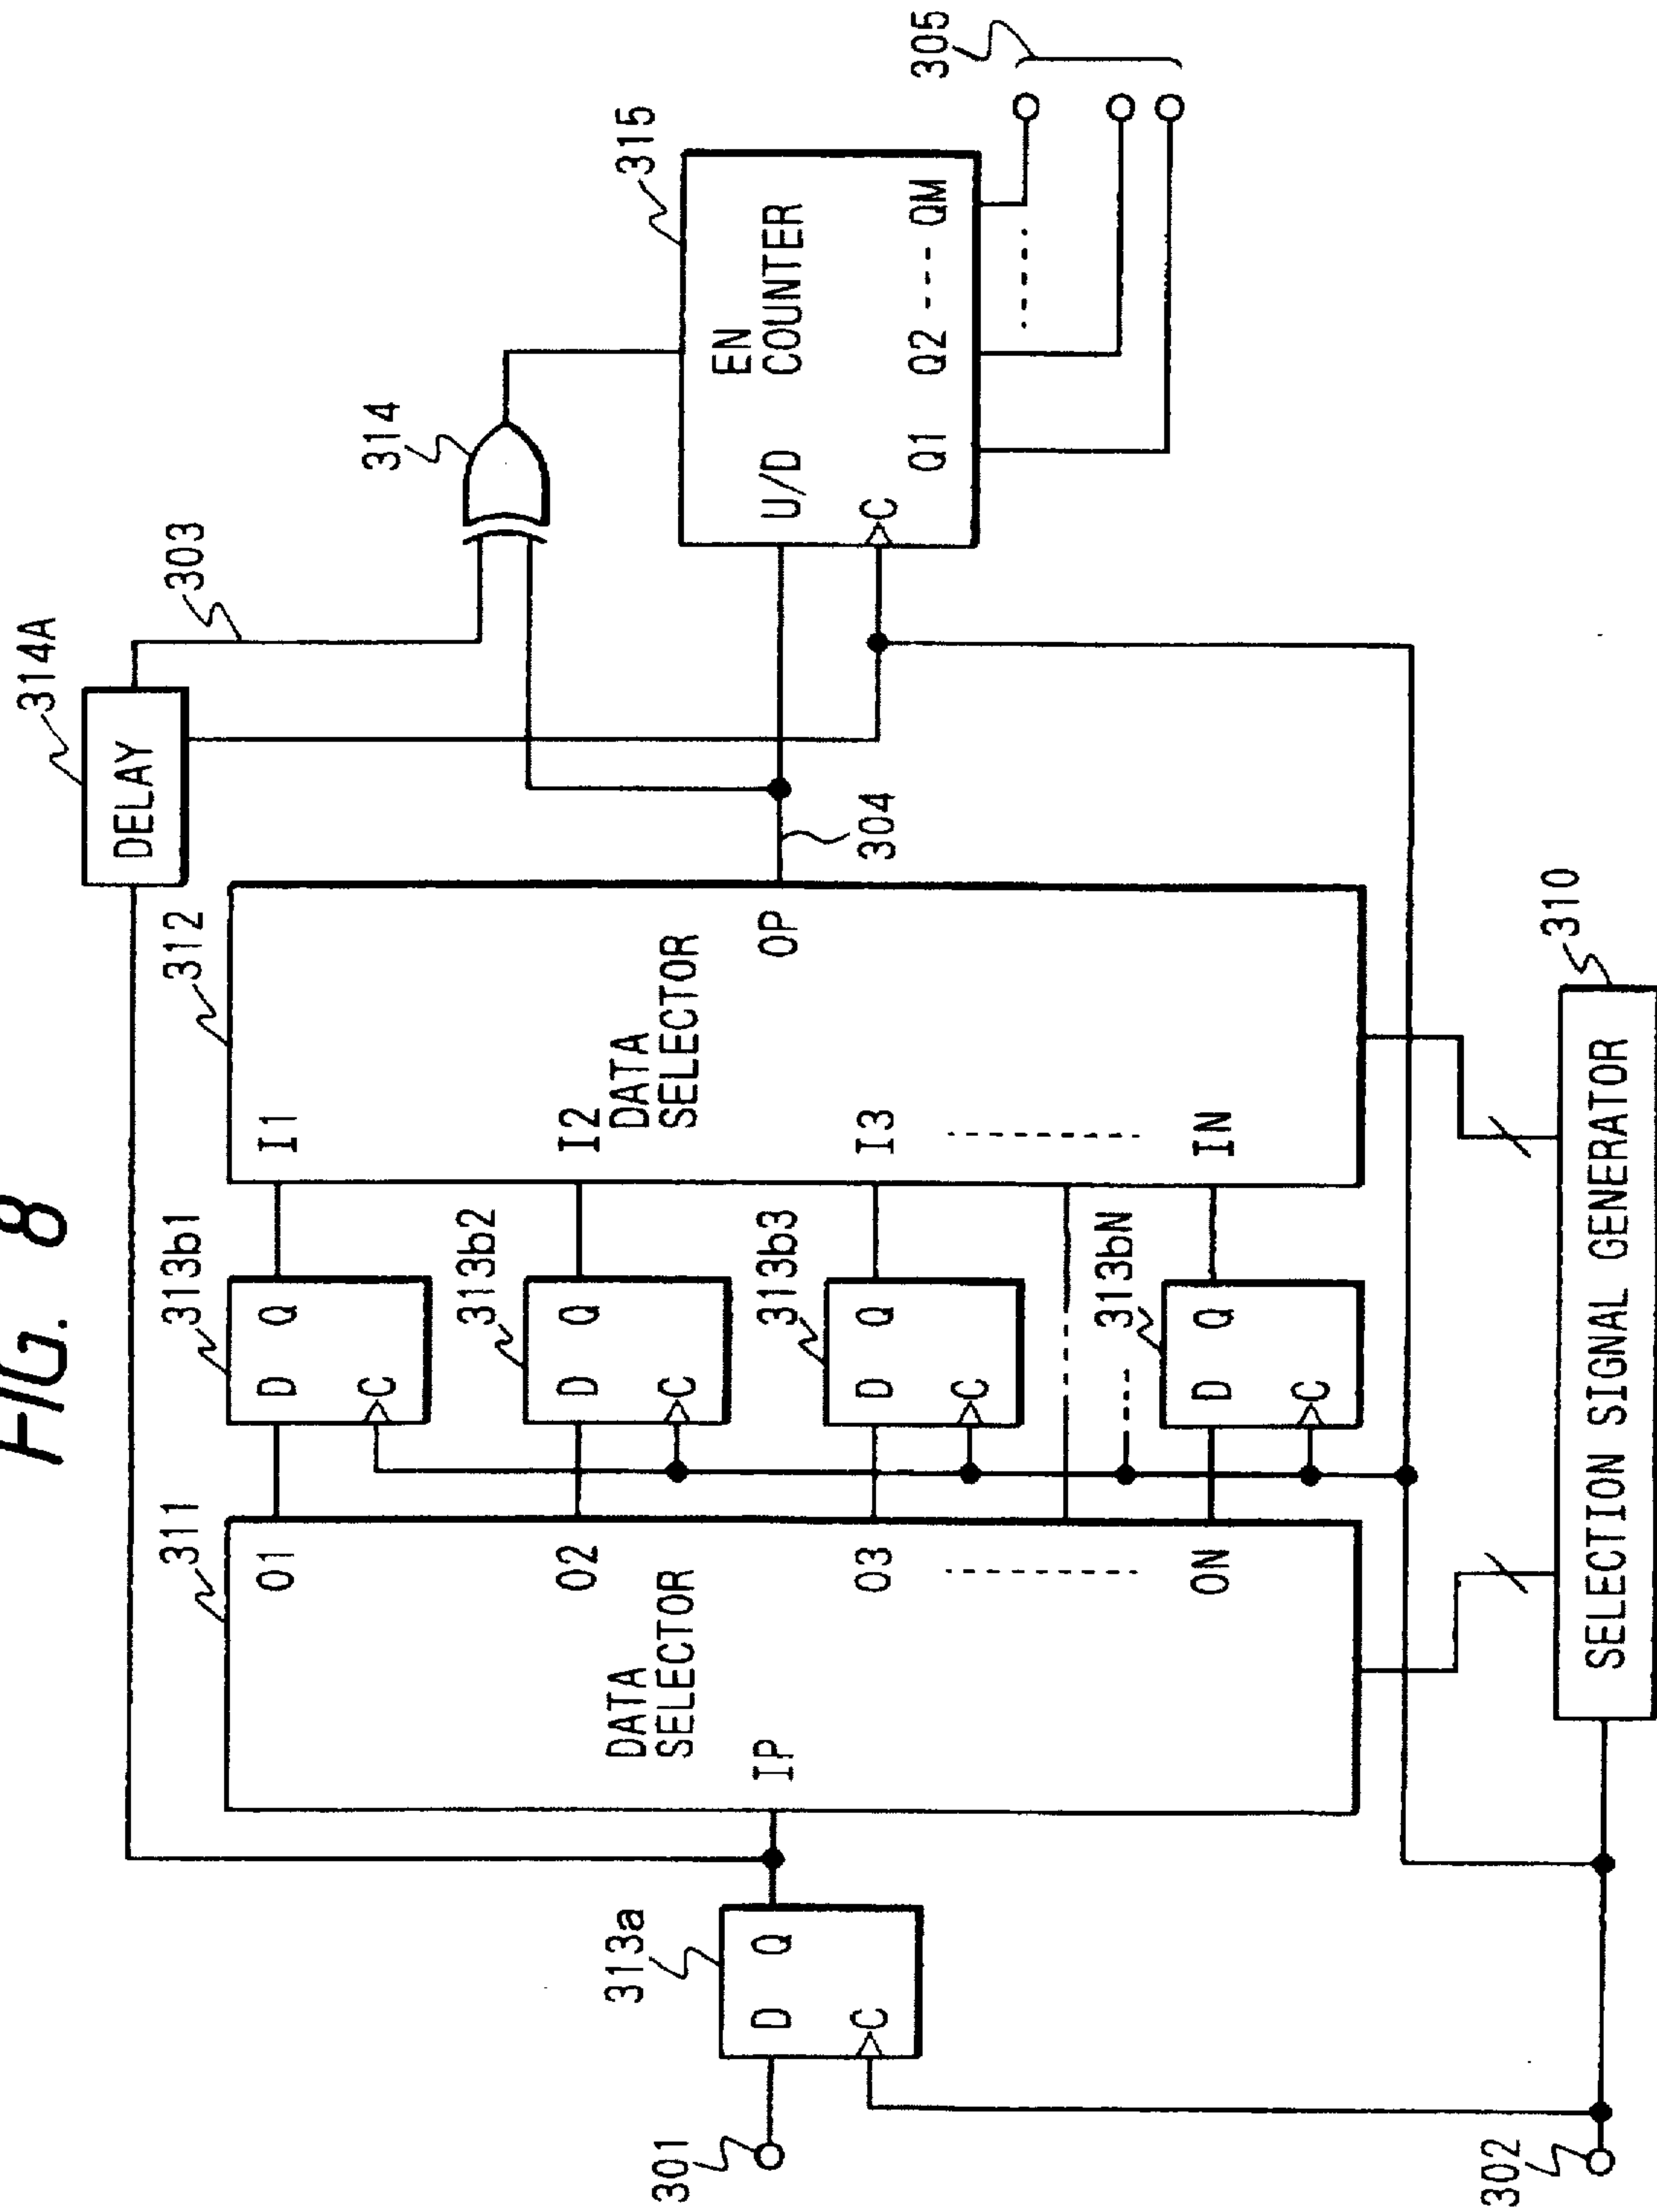 FIG. 8
314A
DELAY
303
314
315
EN
COUNTER
U/D
C
Q1 Q2 ---- QM
305
311
DATA
SELECTOR
IP
O1
O2
O3
ON
313b1
D Q
C
313b2
D Q
C
313b3
D Q
C
313bN
D Q
C
312
I1
I2
DATA
SELECTOR
I3
IN
OP
304
313a
D Q
C
301
302
310
SELECTION SIGNAL GENERATOR